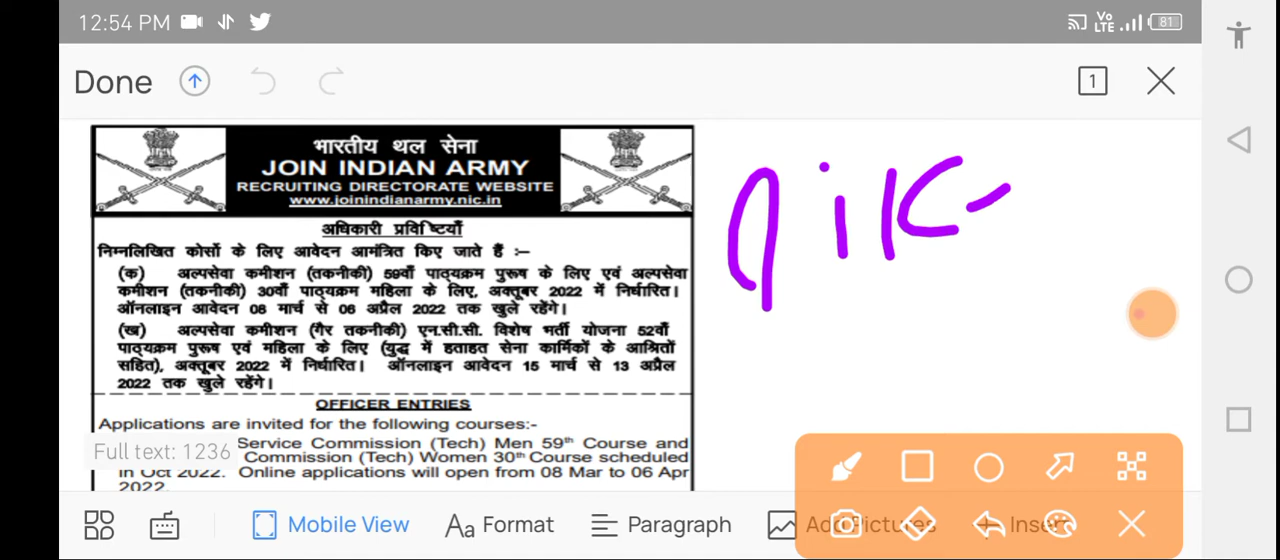 12:54 PM
Vo LTE 81
Done
1
भारतीय थल सेना
JOIN INDIAN ARMY
RECRUITING DIRECTORATE WEBSITE
www.joinindianarmy.nic.in
अधिकारी प्रविष्टियाँ
निम्नलिखित कोर्सो के लिए आवेदन आमंत्रित किए जाते हैं :–
(क) अल्पसेवा कमीशन (तकनीकी) 59वाँ पाठ्यक्रम पुरूष के लिए एवं अल्पसेवा
कमीशन (तकनीकी) 30वाँ पाठ्यक्रम महिला के लिए, अक्तूबर 2022 में निर्धारित।
ऑनलाइन आवेदन 08 मार्च से 06 अप्रैल 2022 तक खुले रहेंगे।
(ख) अल्पसेवा कमीशन (गैर तकनीकी) एन.सी.सी. विशेष भर्ती योजना 52वाँ
पाठ्यक्रम पुरूष एवं महिला के लिए (युद्ध में हताहत सेना कार्मिकों के आश्रितों
सहित), अक्तूबर 2022 में निर्धारित। ऑनलाइन आवेदन 15 मार्च से 13 अप्रैल
2022 तक खुले रहेंगे।
OFFICER ENTRIES
Applications are invited for the following courses:-
Full text: 1236
Service Commission (Tech) Men 59th Course and
Commission (Tech) Women 30th Course scheduled
in Oct 2022. Online applications will open from 08 Mar to 06 Apr
2022.
Mobile View
Format
Paragraph
Add Pictures
Insert